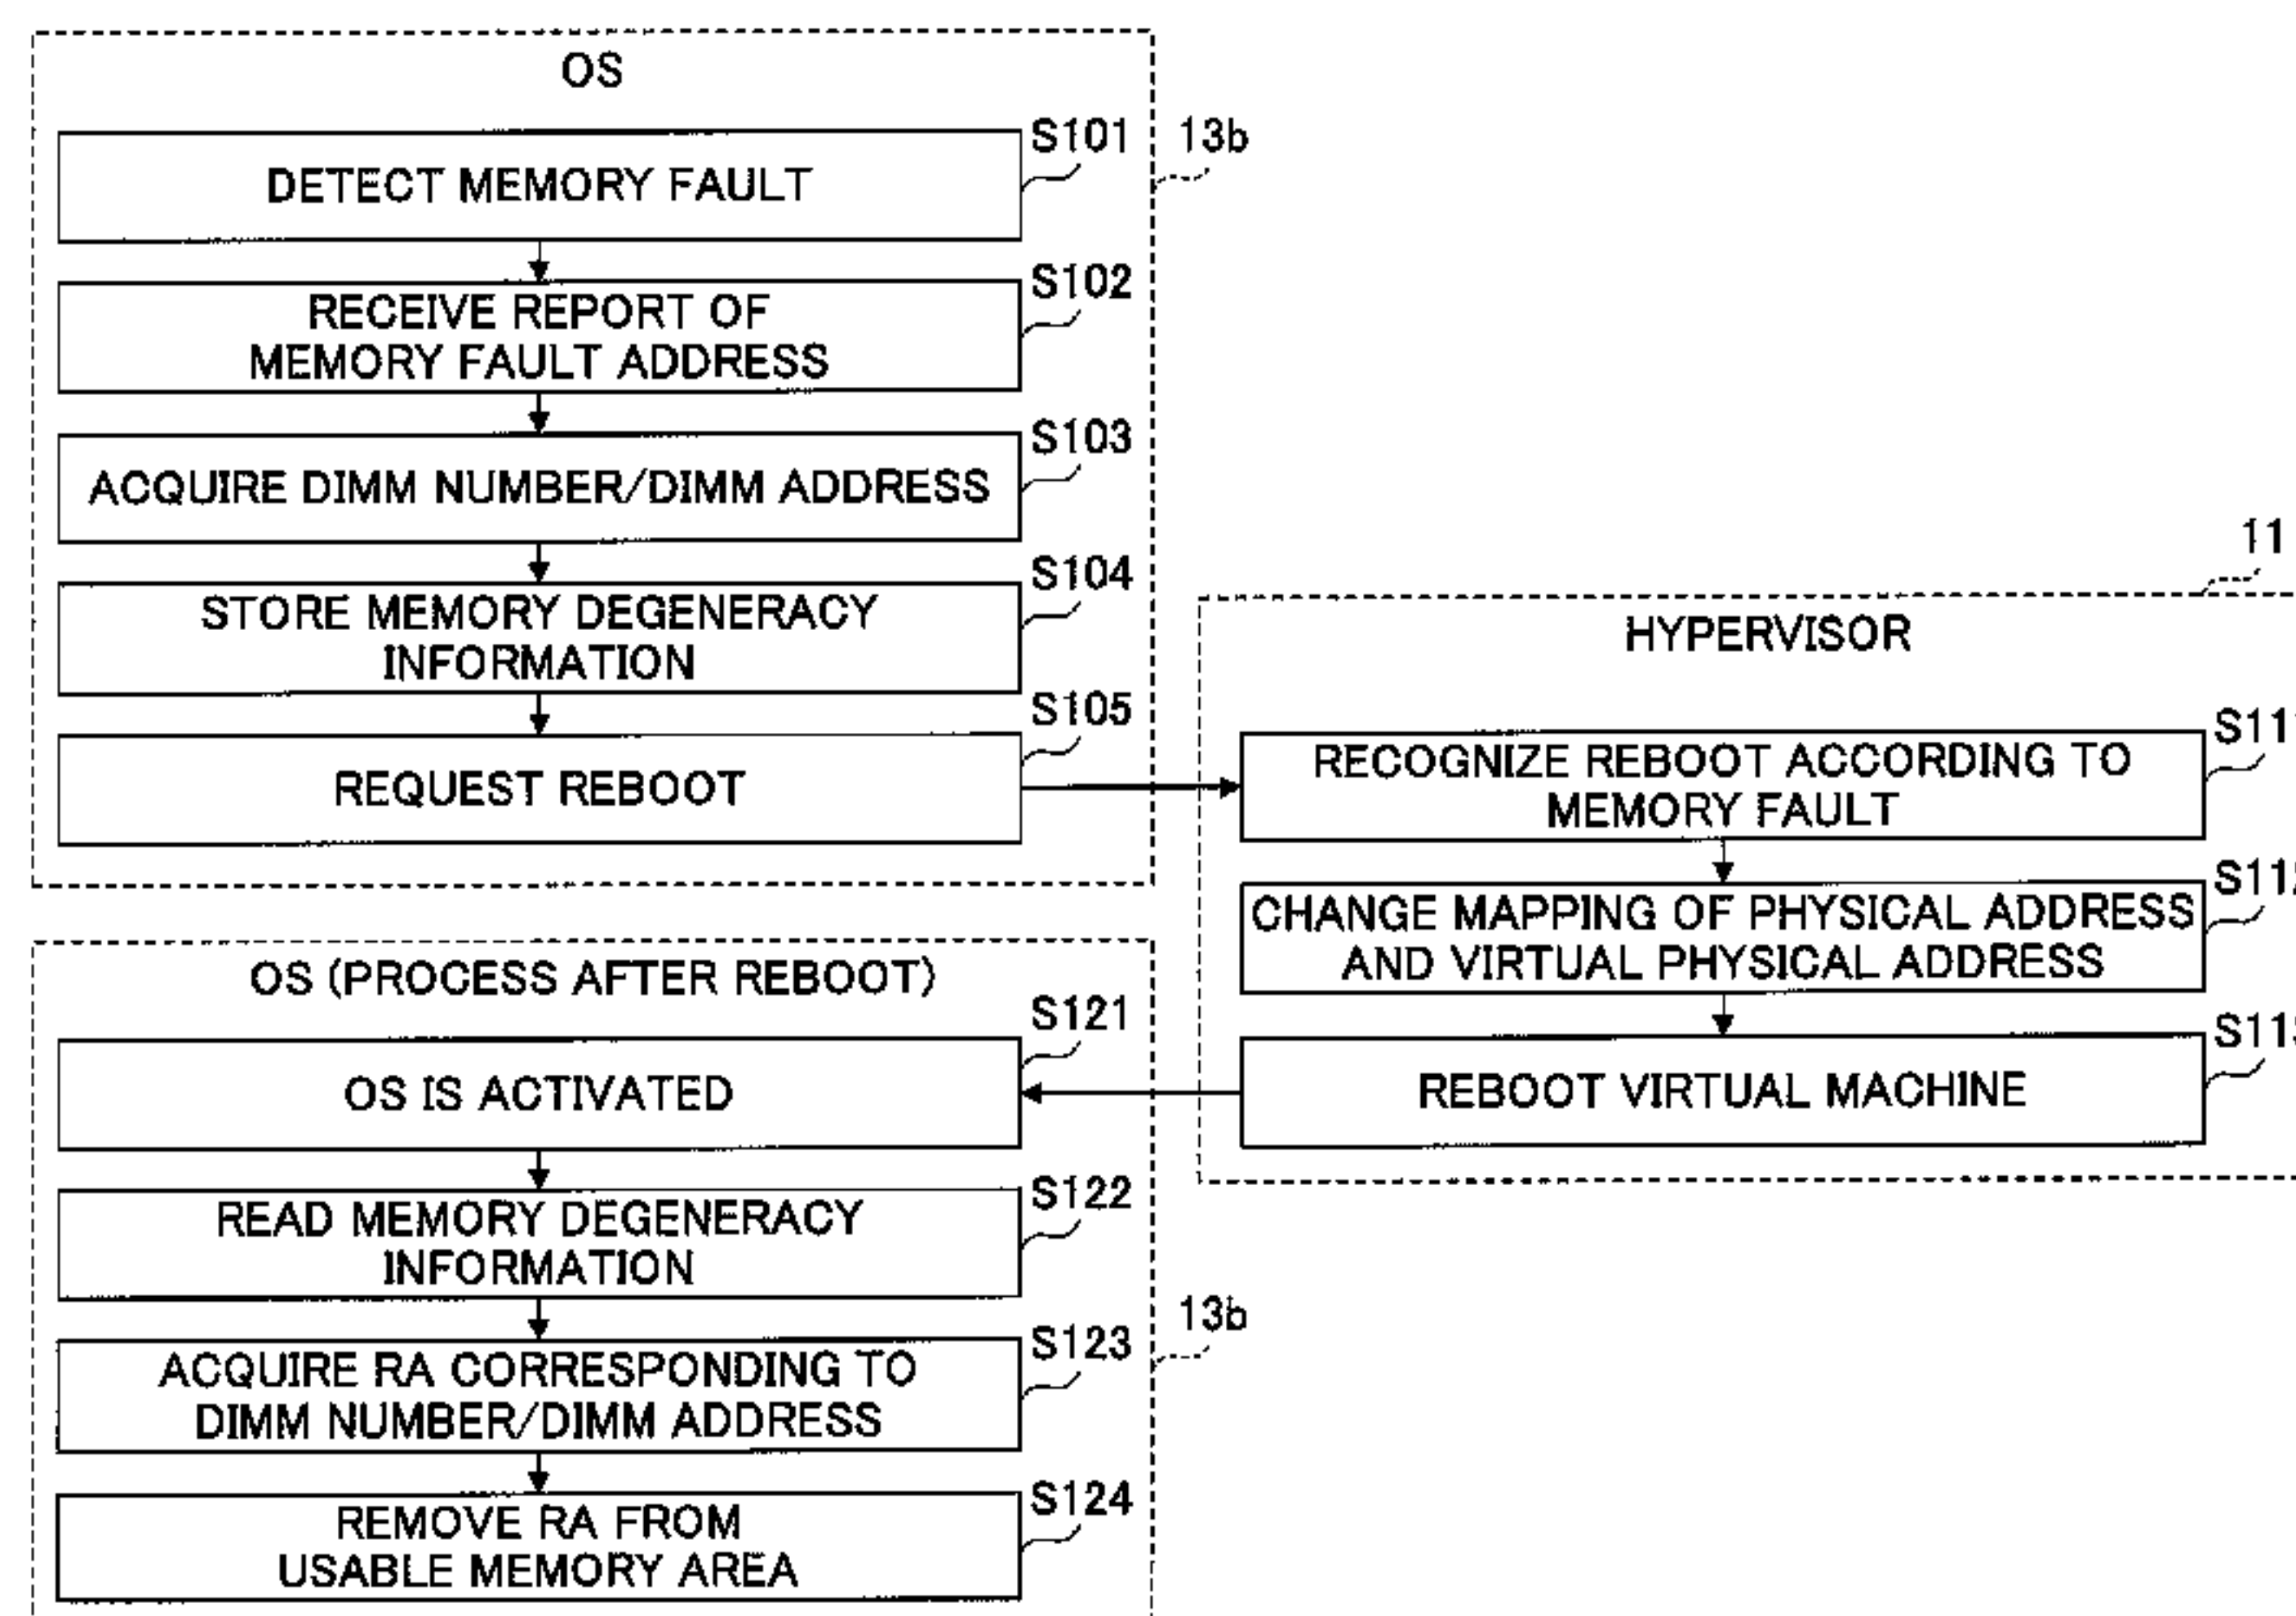 OS
13b
S101
DETECT MEMORY FAULT
S102
RECEIVE REPORT OF
MEMORY FAULT ADDRESS
S103
ACQUIRE DIMM NUMBER/DIMM ADDRESS
S104
STORE MEMORY DEGENERACY
INFORMATION
S105
REQUEST REBOOT
11
HYPERVISOR
S111
RECOGNIZE REBOOT ACCORDING TO
MEMORY FAULT
S112
CHANGE MAPPING OF PHYSICAL ADDRESS
AND VIRTUAL PHYSICAL ADDRESS
S113
REBOOT VIRTUAL MACHINE
OS (PROCESS AFTER REBOOT)
S121
OS IS ACTIVATED
S122
READ MEMORY DEGENERACY
INFORMATION
13b
S123
ACQUIRE RA CORRESPONDING TO
DIMM NUMBER/DIMM ADDRESS
S124
REMOVE RA FROM
USABLE MEMORY AREA